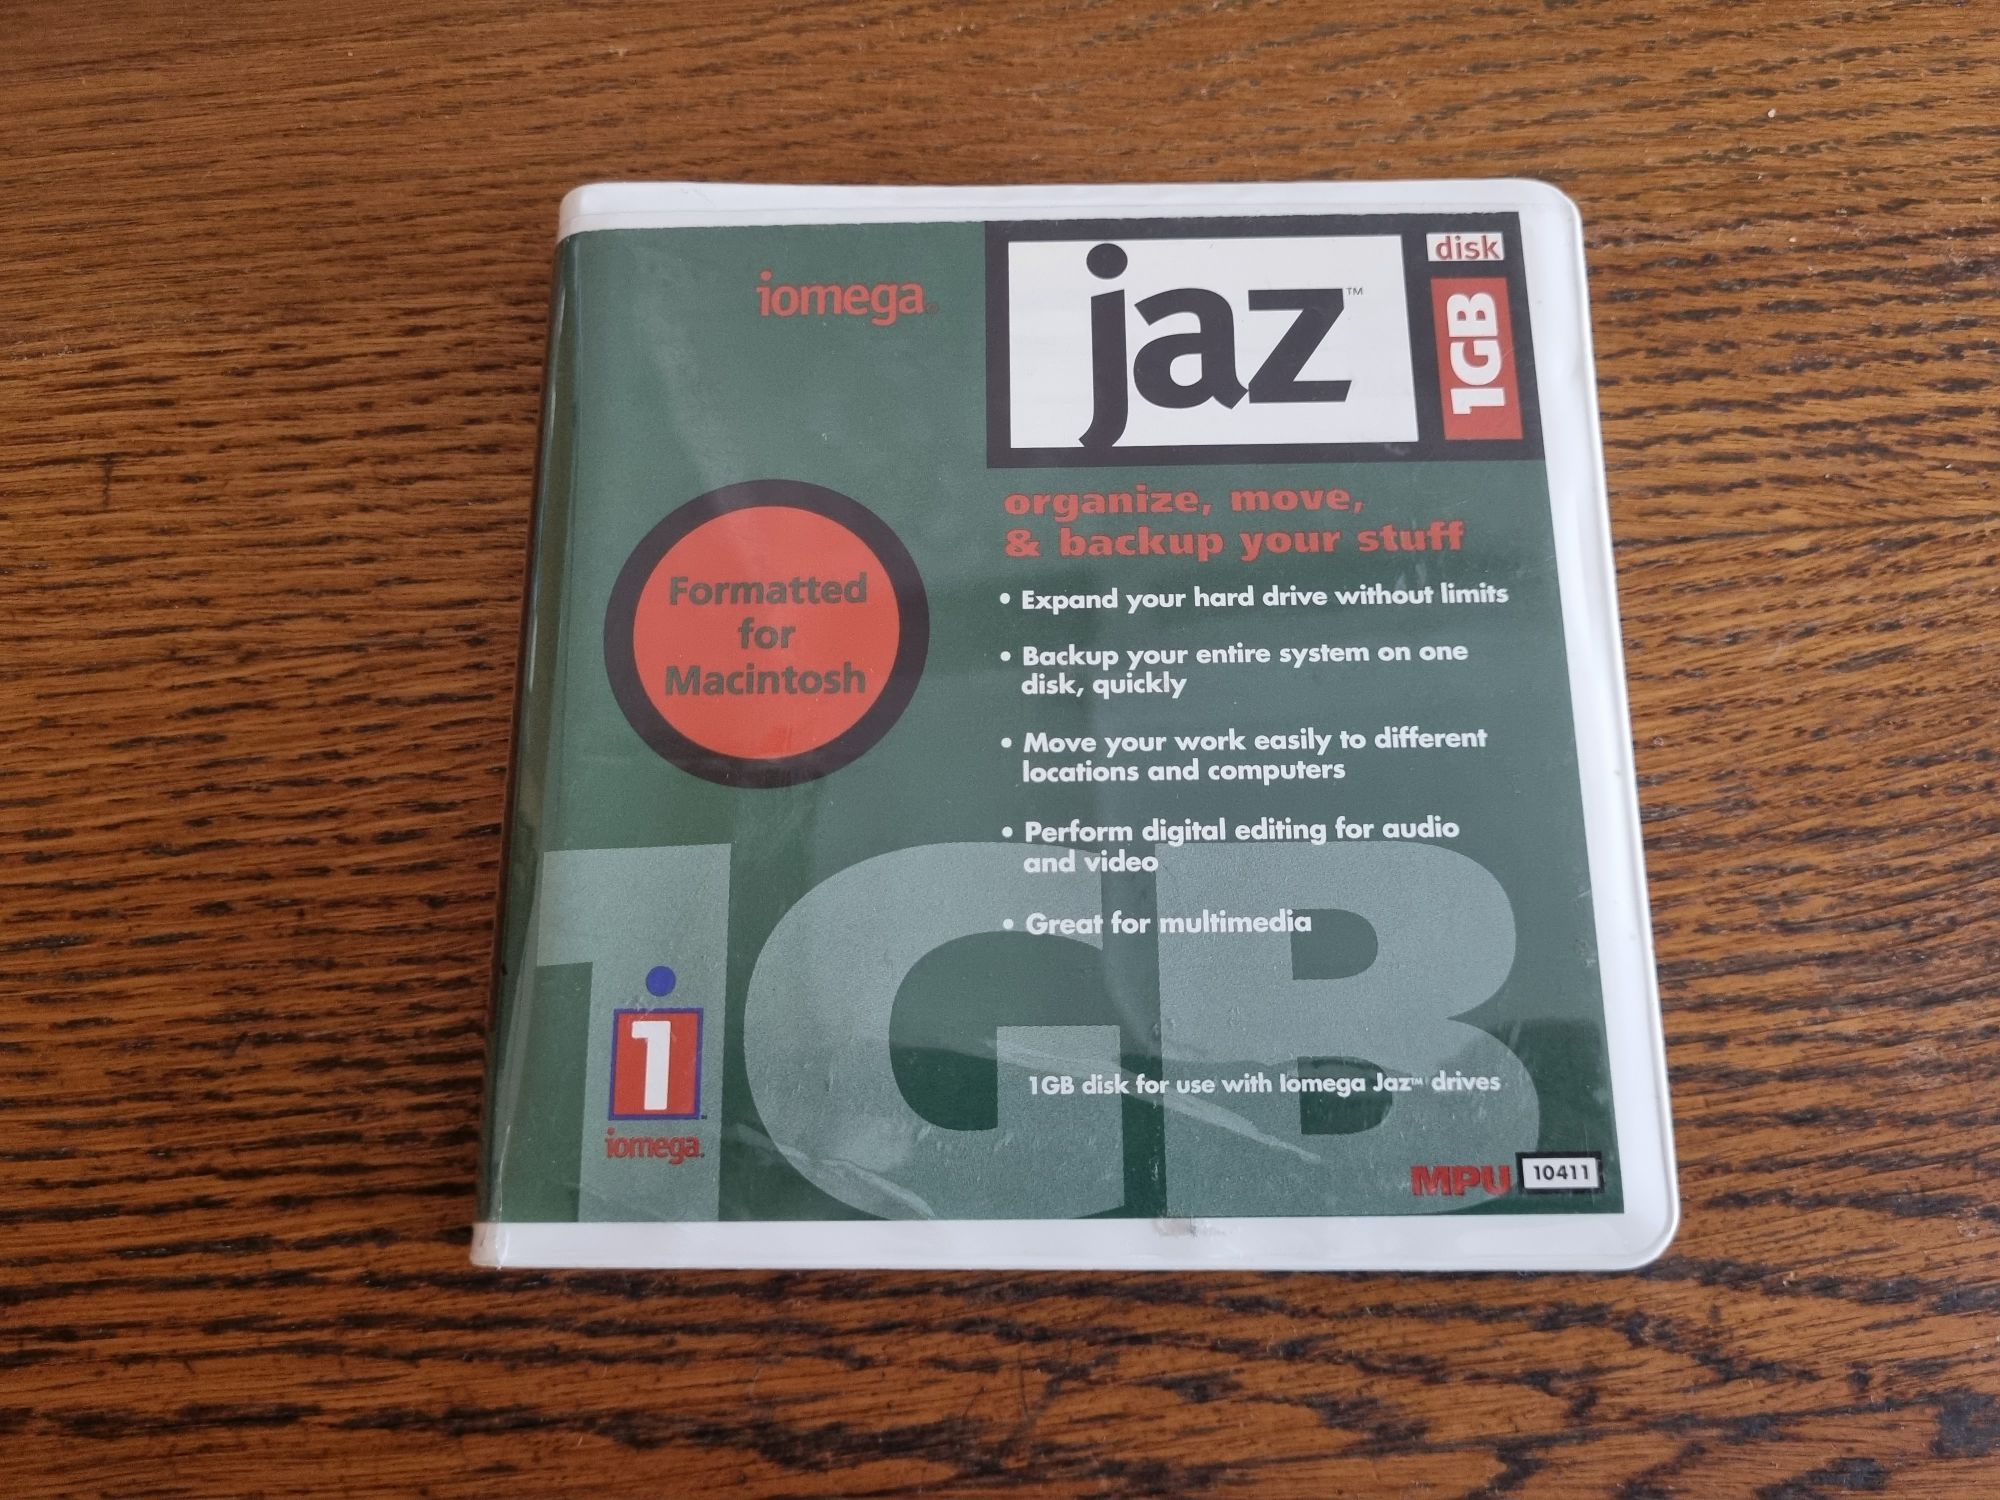 iomega
jaz™
disk
1GB
organize, move,
& backup your stuff
• Expand your hard drive without limits
• Backup your entire system on one
disk, quickly
• Move your work easily to different
locations and computers
• Perform digital editing for audio
and video
• Great for multimedia
Formatted
for
Macintosh
1GB
1GB disk for use with Iomega Jaz™ drives
1
iomega.
MPU 10411